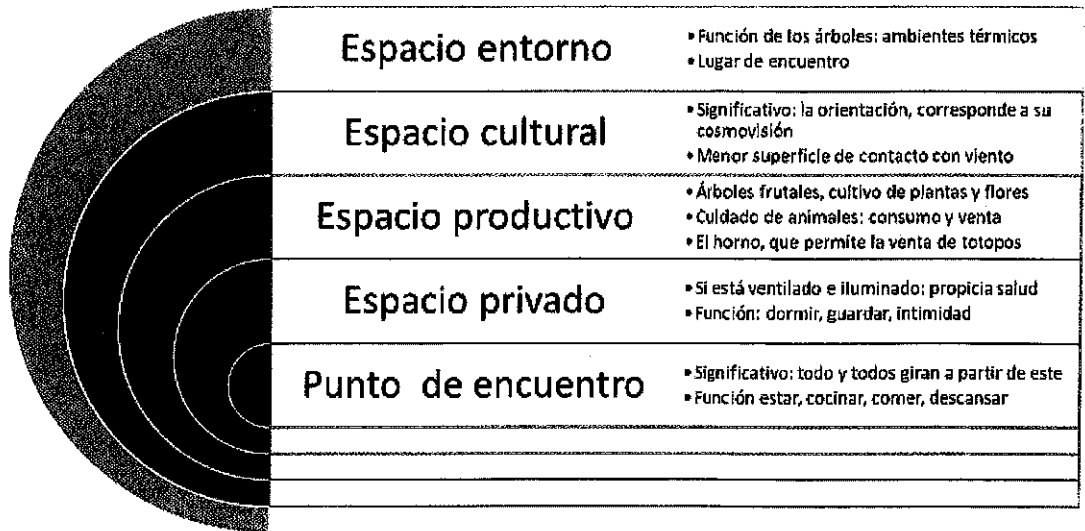 Espacio entorno
• Función de los árboles: ambientes térmicos
• Lugar de encuentro
Espacio cultural
• Significativo: la orientación, corresponde a su
cosmovisión
• Menor superficie de contacto con viento
Espacio productivo
• Árboles frutales, cultivo de plantas y flores
• Cuidado de animales: consumo y venta
• El horno, que permite la venta de totopos
Espacio privado
• Si está ventilado e iluminado: propicia salud
• Función: dormir, guardar, intimidad
Punto de encuentro
• Significativo: todo y todos giran a partir de este
• Función estar, cocinar, comer, descansar